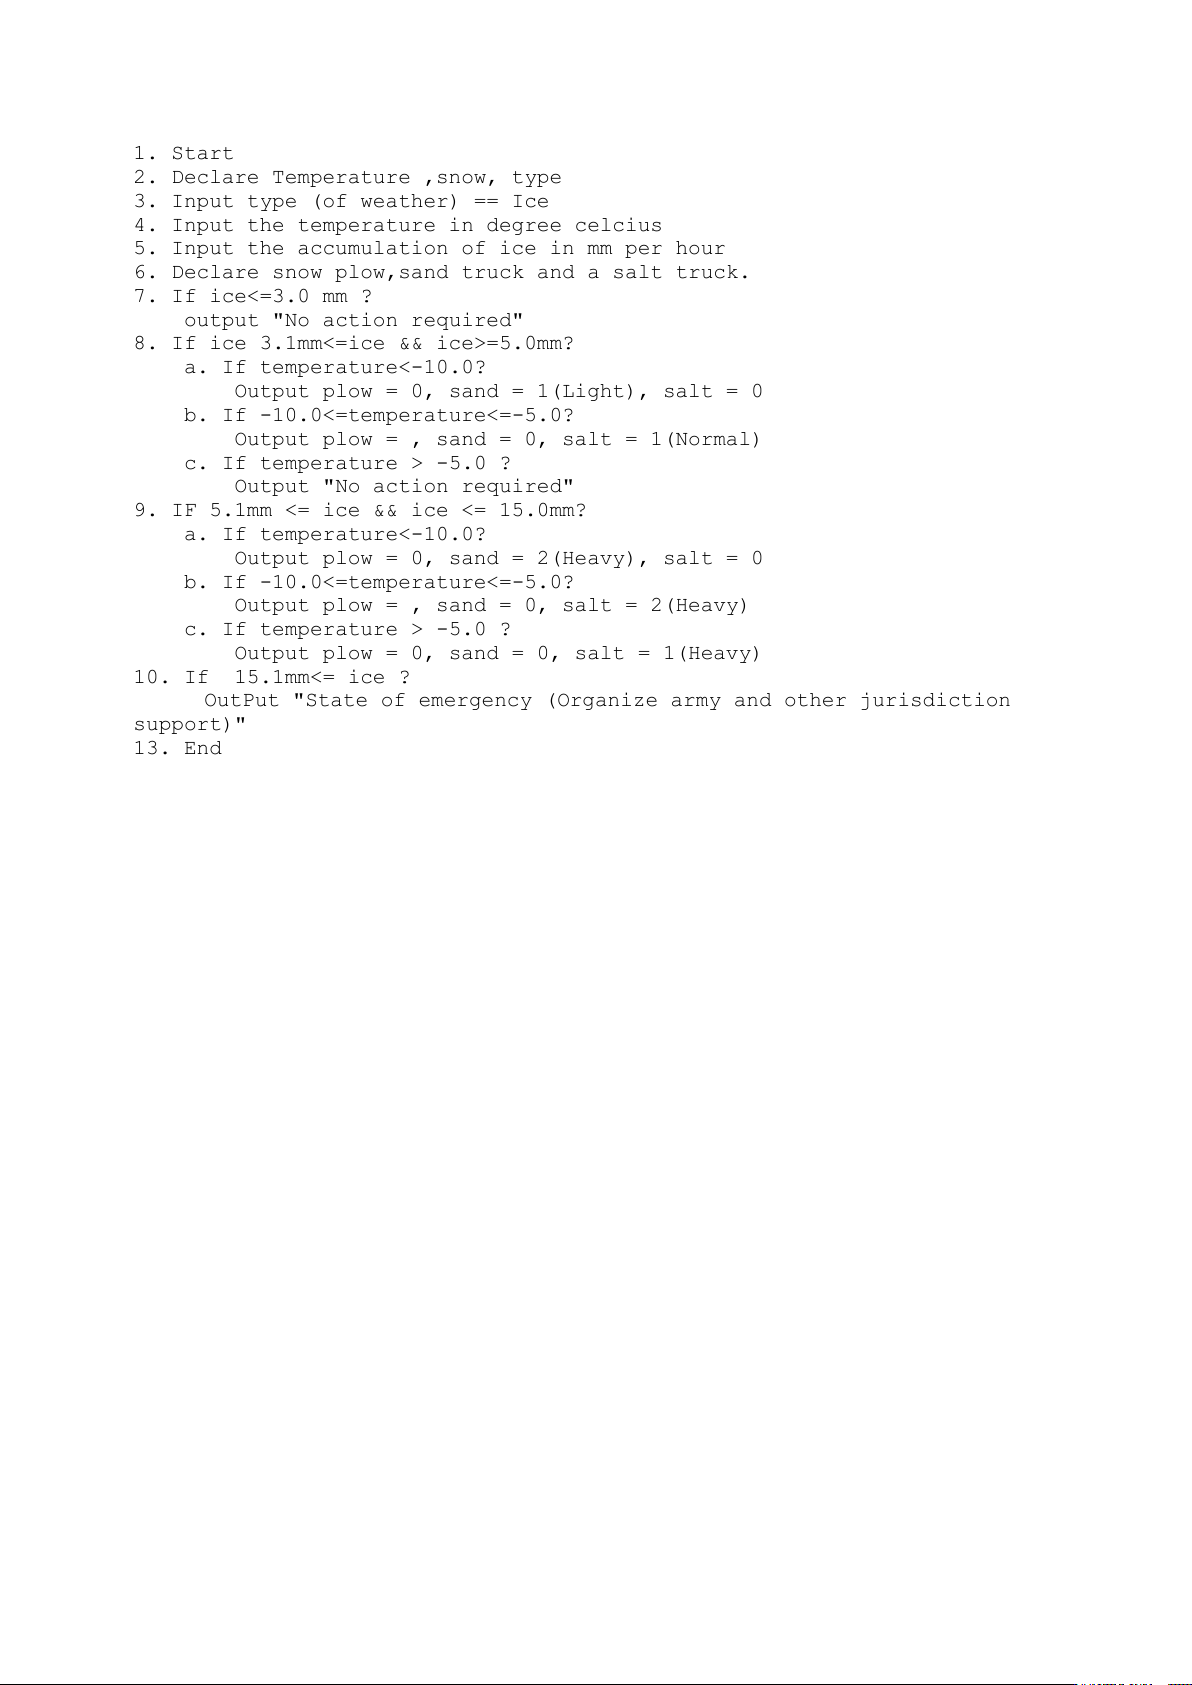 1. Start
2. Declare Temperature ,snow, type
3. Input type (of weather) == Ice
4. Input the temperature in degree celcius
5. Input the accumulation of ice in mm per hour
6. Declare snow plow,sand truck and a salt truck.
7. If ice<=3.0 mm ?
output "No action required"
8. If ice 3.1mm<=ice && ice>=5.0mm?
a. If temperature<-10.0?
Output plow = 0, sand = 1(Light), salt = 0
b. If -10.0<=temperature<=-5.0?
Output plow = , sand = 0, salt = 1(Normal)
c. If temperature > -5.0 ?
Output "No action required"
9. IF 5.1mm <= ice && ice <= 15.0mm?
a. If temperature<-10.0?
Output plow = 0, sand = 2(Heavy), salt = 0
b. If -10.0<=temperature<=-5.0?
Output plow = , sand = 0, salt = 2(Heavy)
c. If temperature > -5.0 ?
Output plow = 0, sand = 0, salt = 1(Heavy)
10. If  15.1mm<= ice ?
OutPut "State of emergency (Organize army and other jurisdiction
support)"
13. End